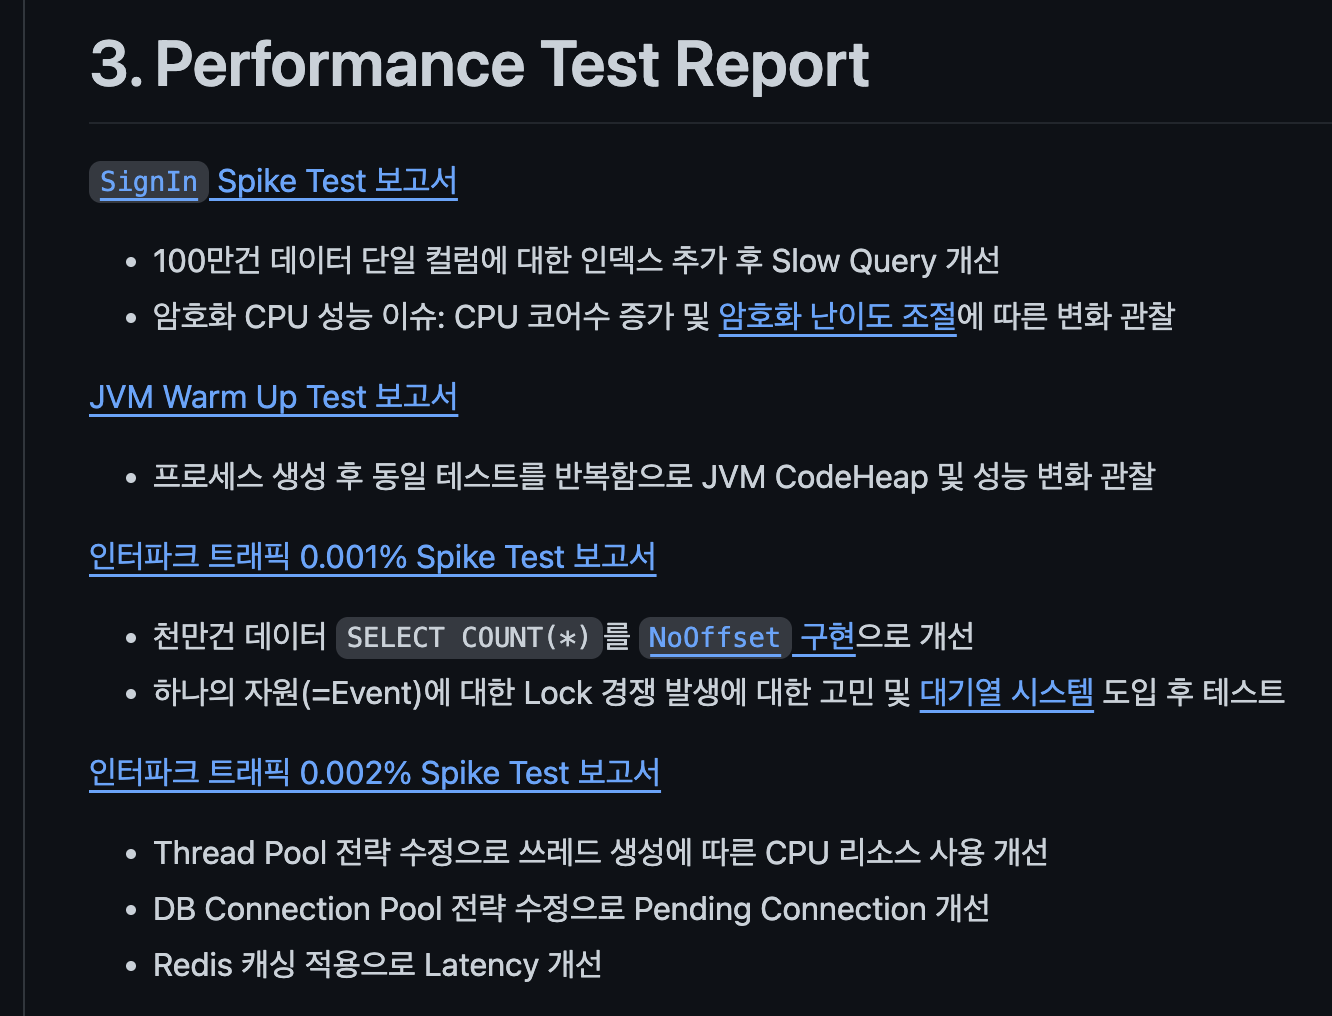 3. Performance Test Report
SignIn Spike Test 보고서
• 100만건 데이터 단일 컬럼에 대한 인덱스 추가 후 Slow Query 개선
• 암호화 CPU 성능 이슈: CPU 코어수 증가 및 암호화 난이도 조절에 따른 변화 관찰
JVM Warm Up Test 보고서
• 프로세스 생성 후 동일 테스트를 반복함으로 JVM CodeHeap 및 성능 변화 관찰
인터파크 트래픽 0.001% Spike Test 보고서
• 천만건 데이터 SELECT COUNT(*)를 NoOffset 구현으로 개선
• 하나의 자원(=Event)에 대한 Lock 경쟁 발생에 대한 고민 및 대기열 시스템 도입 후 테스트
인터파크 트래픽 0.002% Spike Test 보고서
• Thread Pool 전략 수정으로 쓰레드 생성에 따른 CPU 리소스 사용 개선
• DB Connection Pool 전략 수정으로 Pending Connection 개선
• Redis 캐싱 적용으로 Latency 개선